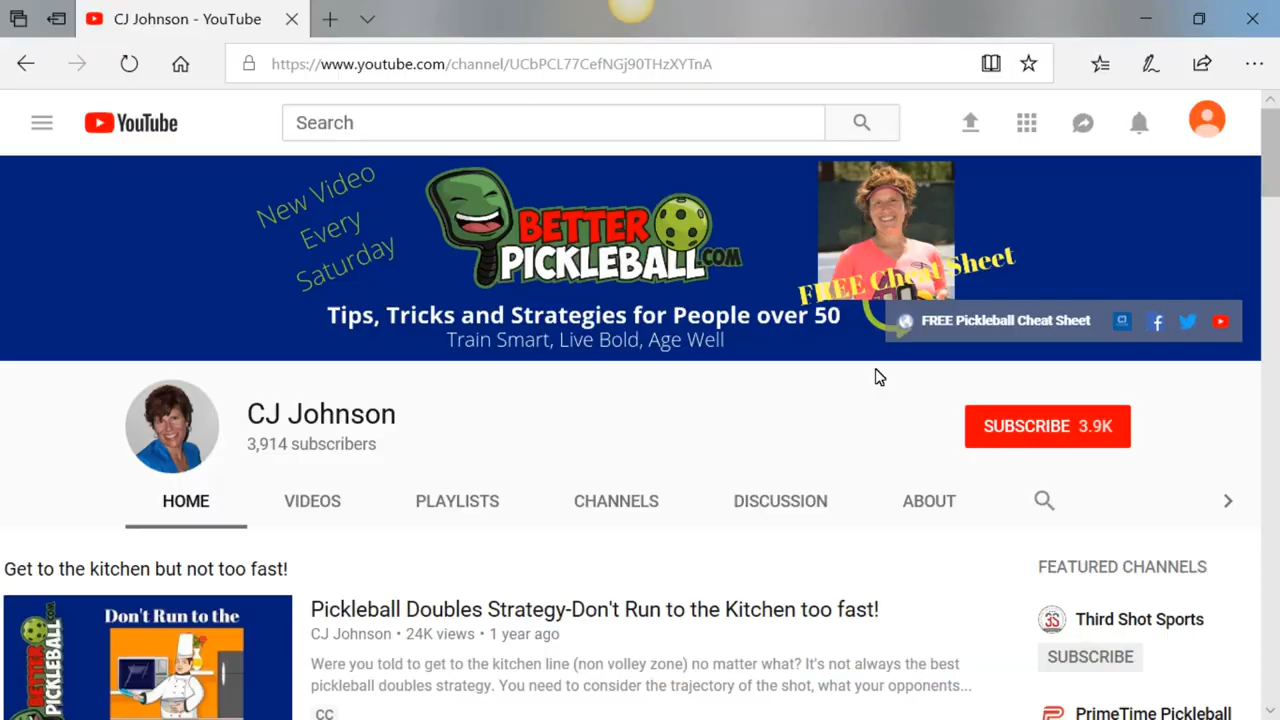 CJ Johnson - YouTube
https://www.youtube.com/channel/UCbPCL77CefNGj90THzXYTnA
YouTube
Search
New Video
Every
Saturday
BETTER
PICKLEBALL.COM
FREE Cheat Sheet
Tips, Tricks and Strategies for People over 50
Train Smart, Live Bold, Age Well
FREE Pickleball Cheat Sheet
CJ Johnson
3,914 subscribers
SUBSCRIBE 3.9K
HOME VIDEOS PLAYLISTS CHANNELS DISCUSSION ABOUT
Get to the kitchen but not too fast!
Don't Run to the
BETTER
PICKLEBALL
Pickleball Doubles Strategy-Don't Run to the Kitchen too fast!
CJ Johnson • 24K views • 1 year ago
Were you told to get to the kitchen line (non volley zone) no matter what? It's not always the best
pickleball doubles strategy. You need to consider the trajectory of the shot, what your opponents...
CC
FEATURED CHANNELS
3S
Third Shot Sports
SUBSCRIBE
PrimeTime Pickleball